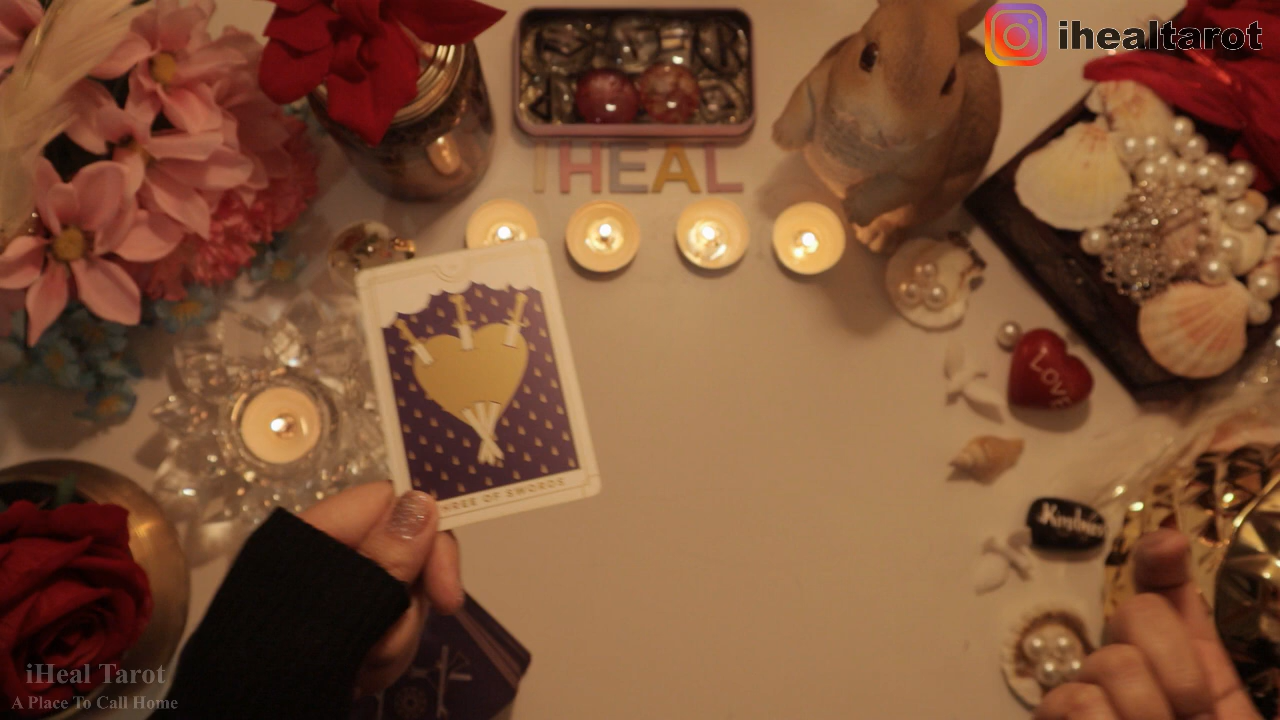 ihealtarot
IHEAL
LOVE
THREE OF SWORDS
iHeal Tarot
A Place To Call Home